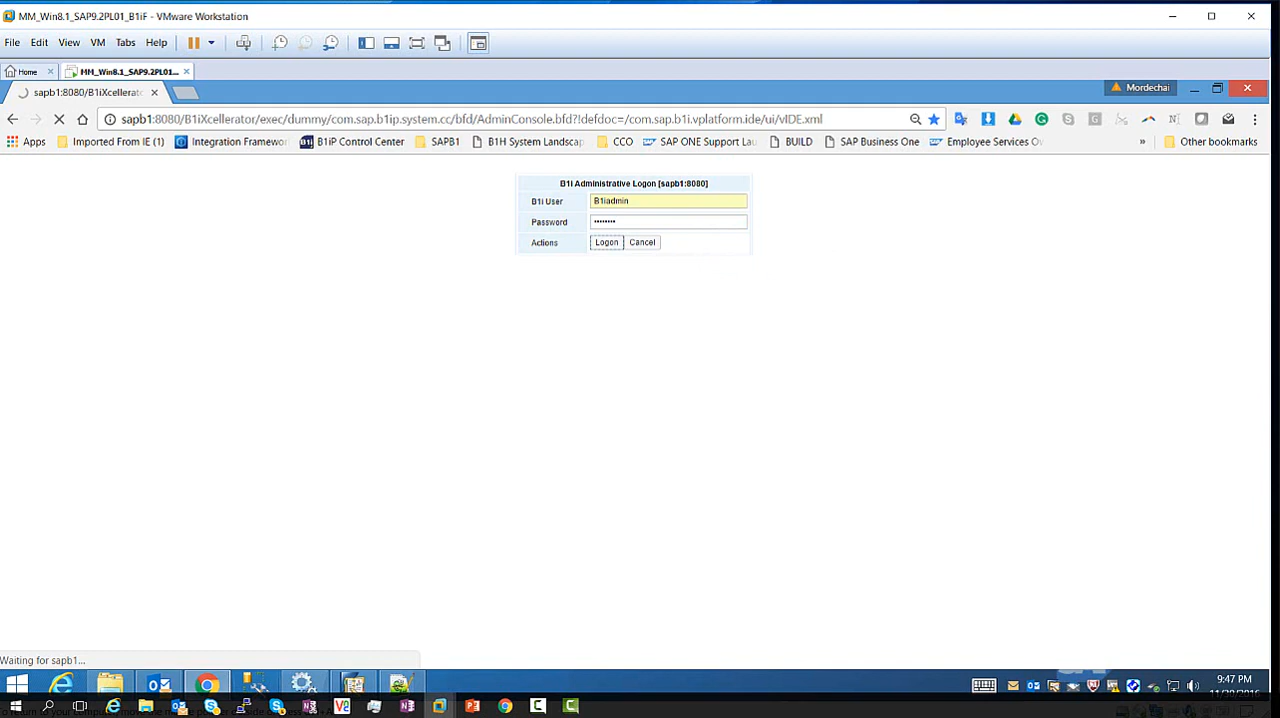 MM_Win8.1_SAP9.2PL01_B1iF - VMware Workstation
File Edit View VM Tabs Help
Home MM_Win8.1_SAP9.2PL01...
sapb1:8080/B1iXcellerato Mordechai
sapb1:8080/B1iXcellerator/exec/dummy/com.sap.b1ip.system.cc/bfd/AdminConsole.bfd?!defdoc=/com.sap.b1i.vplatform.ide/ui/vIDE.xml
Apps Imported From IE (1) Integration Framewor B1iP Control Center SAPB1 B1H System Landscap CCO SAP ONE Support Lau BUILD SAP Business One Employee Services O » Other bookmarks
B1i Administrative Logon [sapb1:8080]
B1i User B1iadmin
Password ••••••••
Actions Logon Cancel
Waiting for sapb1...
9:47 PM